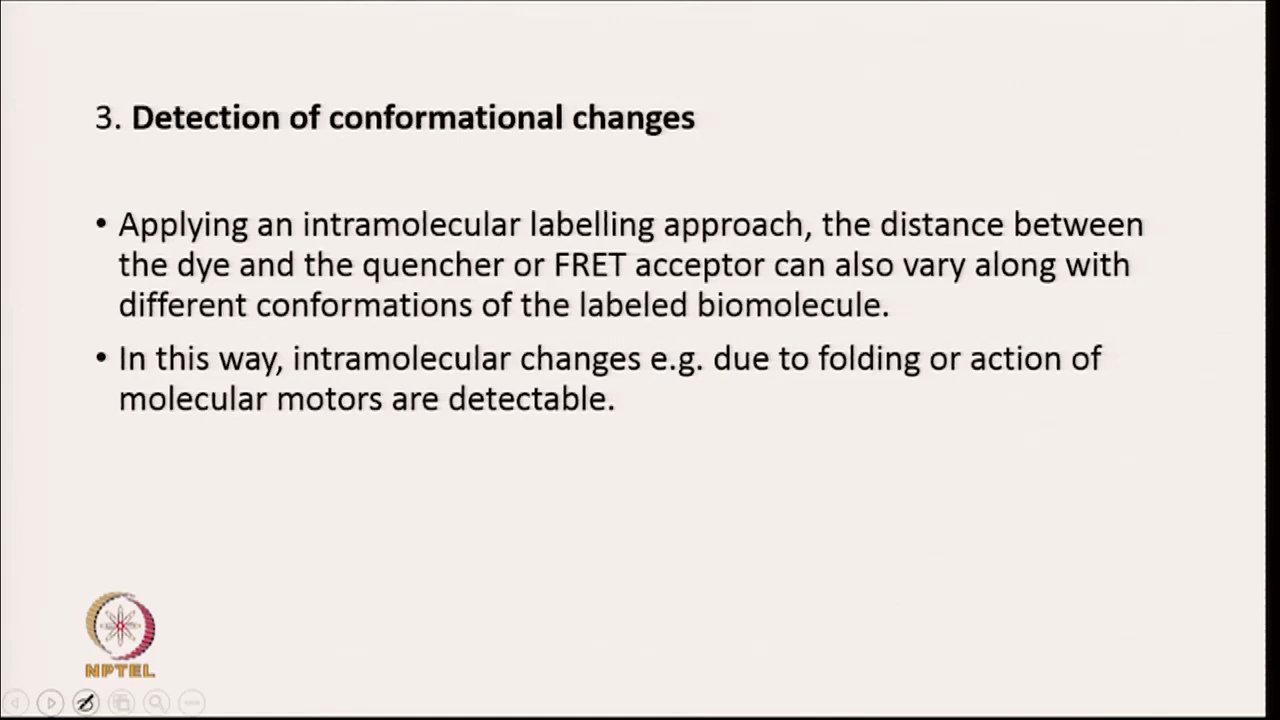 3. Detection of conformational changes
• Applying an intramolecular labelling approach, the distance between
the dye and the quencher or FRET acceptor can also vary along with
different conformations of the labeled biomolecule.
• In this way, intramolecular changes e.g. due to folding or action of
molecular motors are detectable.
NPTEL